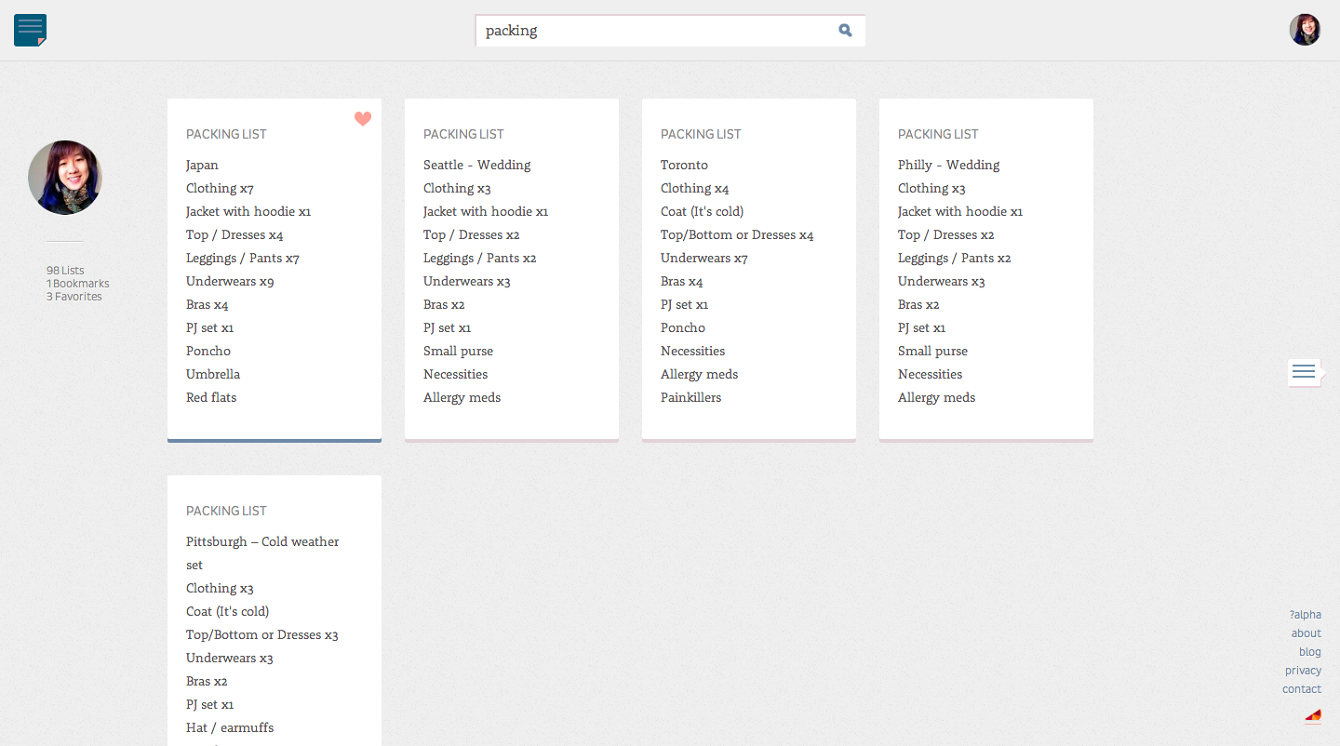 packing
98 Lists
1 Bookmarks
3 Favorites
PACKING LIST
Japan
Clothing x7
Jacket with hoodie x1
Top / Dresses x4
Leggings / Pants x7
Underwears x9
Bras x4
PJ set x1
Poncho
Umbrella
Red flats
PACKING LIST
Seattle - Wedding
Clothing x3
Jacket with hoodie x1
Top / Dresses x2
Leggings / Pants x2
Underwears x3
Bras x2
PJ set x1
Small purse
Necessities
Allergy meds
PACKING LIST
Toronto
Clothing x4
Coat (It's cold)
Top/Bottom or Dresses x4
Underwears x7
Bras x4
PJ set x1
Poncho
Necessities
Allergy meds
Painkillers
PACKING LIST
Philly - Wedding
Clothing x3
Jacket with hoodie x1
Top / Dresses x2
Leggings / Pants x2
Underwears x3
Bras x2
PJ set x1
Small purse
Necessities
Allergy meds
PACKING LIST
Pittsburgh – Cold weather
set
Clothing x3
Coat (It's cold)
Top/Bottom or Dresses x3
Underwears x3
Bras x2
PJ set x1
Hat / earmuffs
?alpha
about
blog
privacy
contact